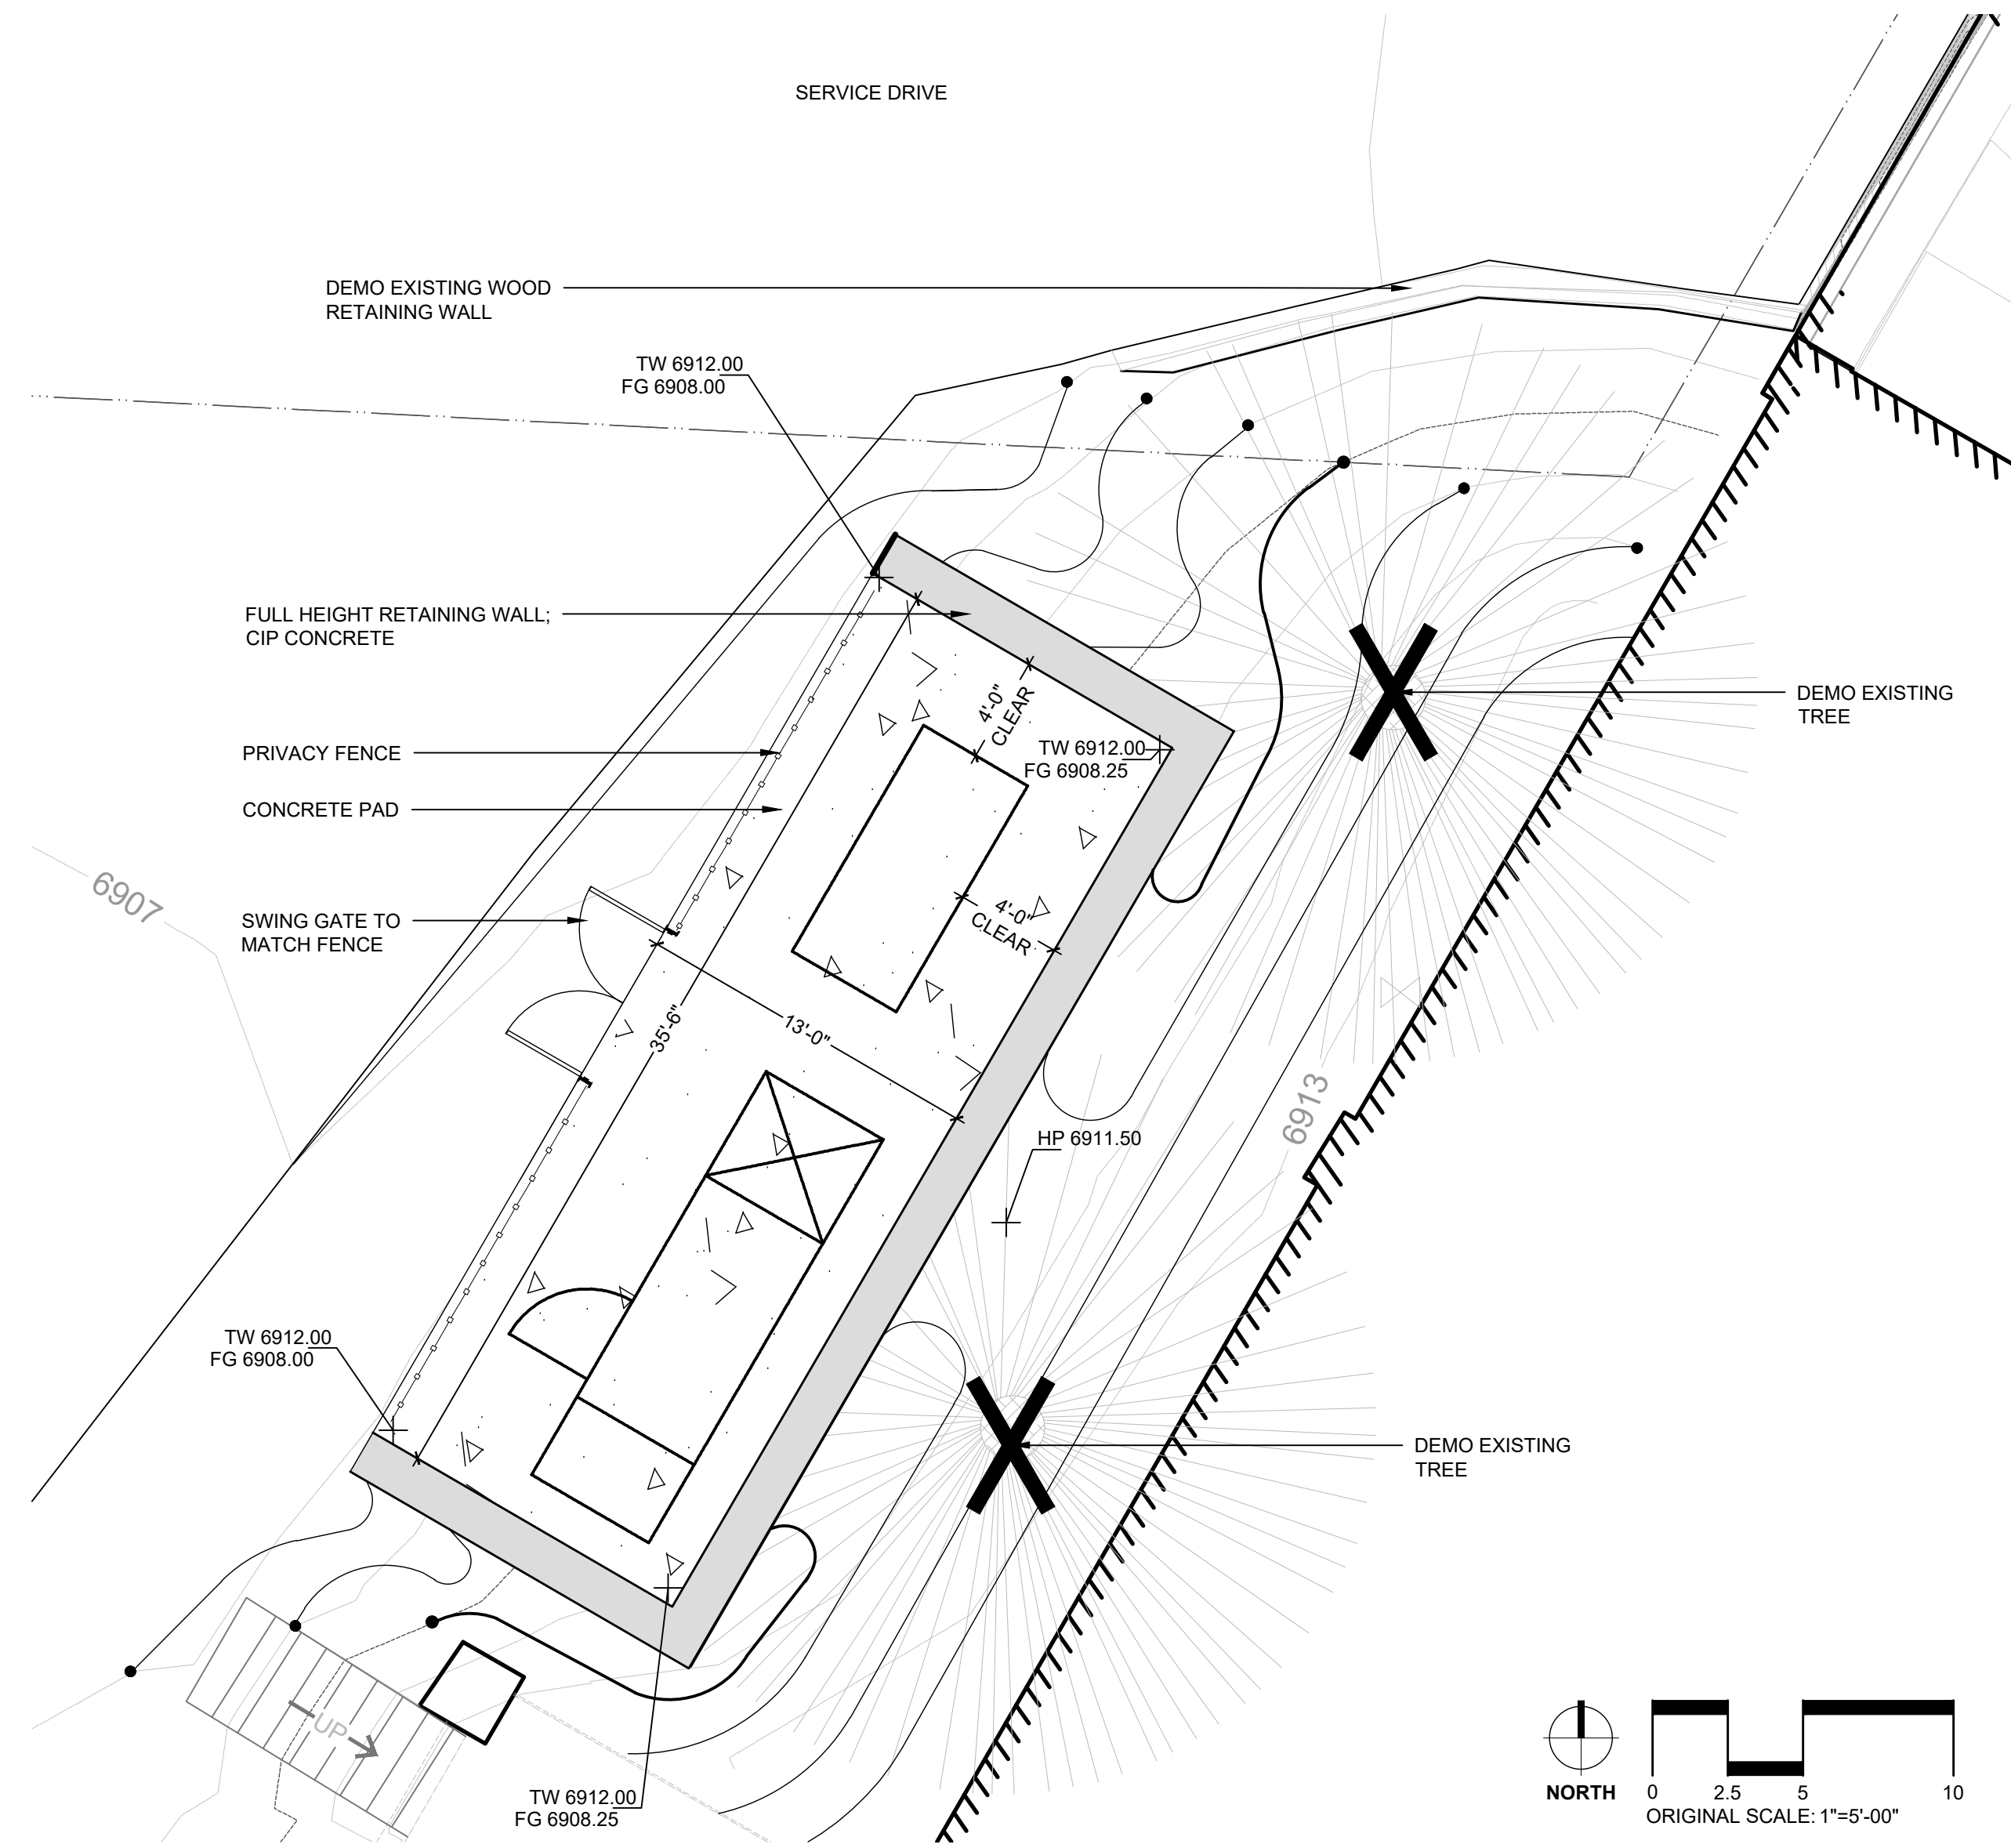 SERVICE DRIVE
DEMO EXISTING WOOD
RETAINING WALL
TW 6912.00
FG 6908.00
FULL HEIGHT RETAINING WALL;
CIP CONCRETE
4'-0"
CLEAR
DEMO EXISTING
TREE
TW 6912.00
FG 6908.25
PRIVACY FENCE
CONCRETE PAD
6907
SWING GATE TO
MATCH FENCE
4'-0"
CLEAR
35'-6"
13'-0"
6913
HP 6911.50
TW 6912.00
FG 6908.00
DEMO EXISTING
TREE
UP
TW 6912.00
FG 6908.25
NORTH
0 2.5 5 10
ORIGINAL SCALE: 1"=5'-00"